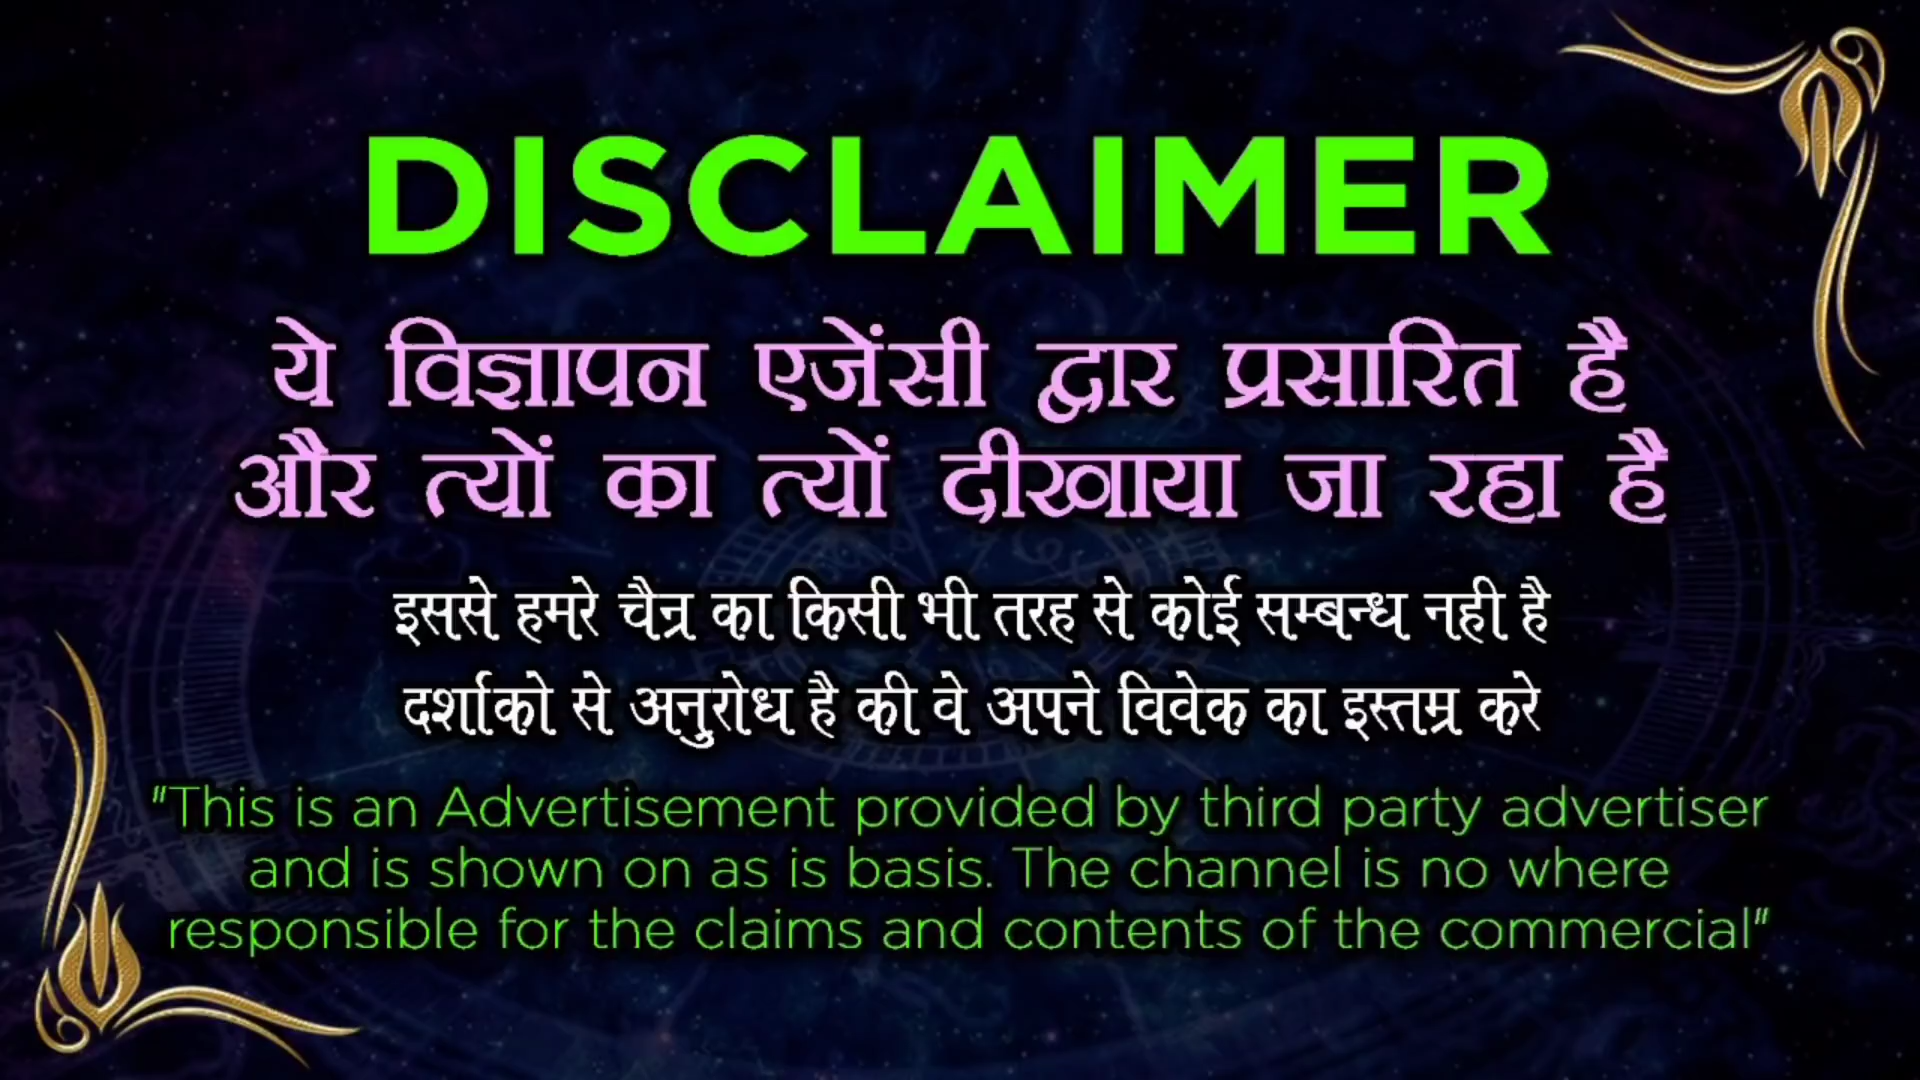 DISCLAIMER
ये विज्ञापन एजेंसी द्वार प्रसारित है
और त्यों का त्यों दीखाया जा रहा है
इससे हमरे चैन्र का किसी भी तरह से कोई सम्बन्ध नही है
दर्शाको से अनुरोध है की वे अपने विवेक का इस्तम्र करे
"This is an Advertisement provided by third party advertiser
and is shown on as is basis. The channel is no where
responsible for the claims and contents of the commercial"